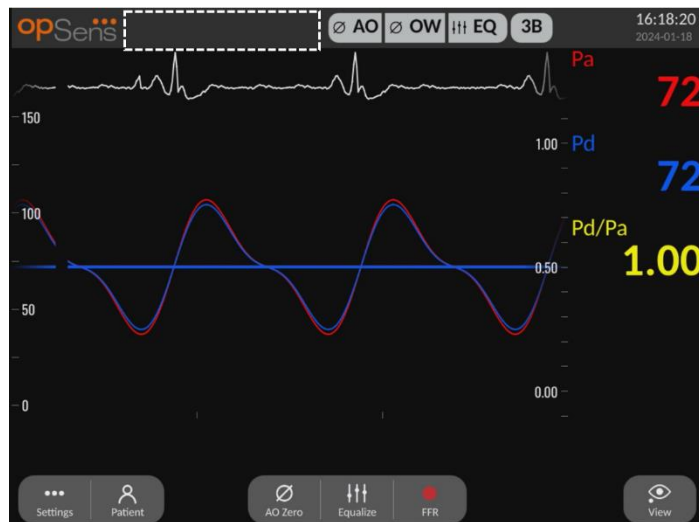 opSens
AO OW EQ 3B
16:18:20
2024-01-18
Pa
72
150
1.00
Pd
72
100
Pd/Pa
1.00
0.50
50
0.00
0
Settings Patient AO Zero Equalize FFR View